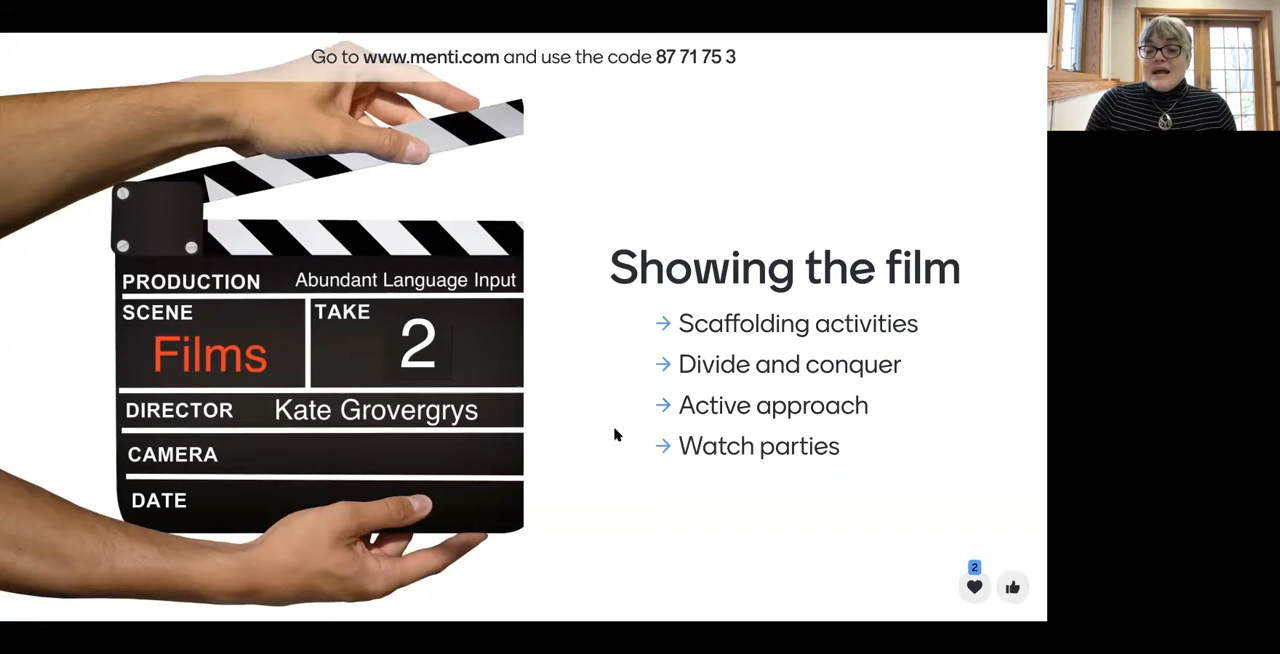 Go to www.menti.com and use the code 87 71 75 3
PRODUCTION Abundant Language Input
SCENE
Films
TAKE
2
DIRECTOR Kate Grovergrys
CAMERA
DATE
Showing the film
→ Scaffolding activities
→ Divide and conquer
→ Active approach
→ Watch parties
2